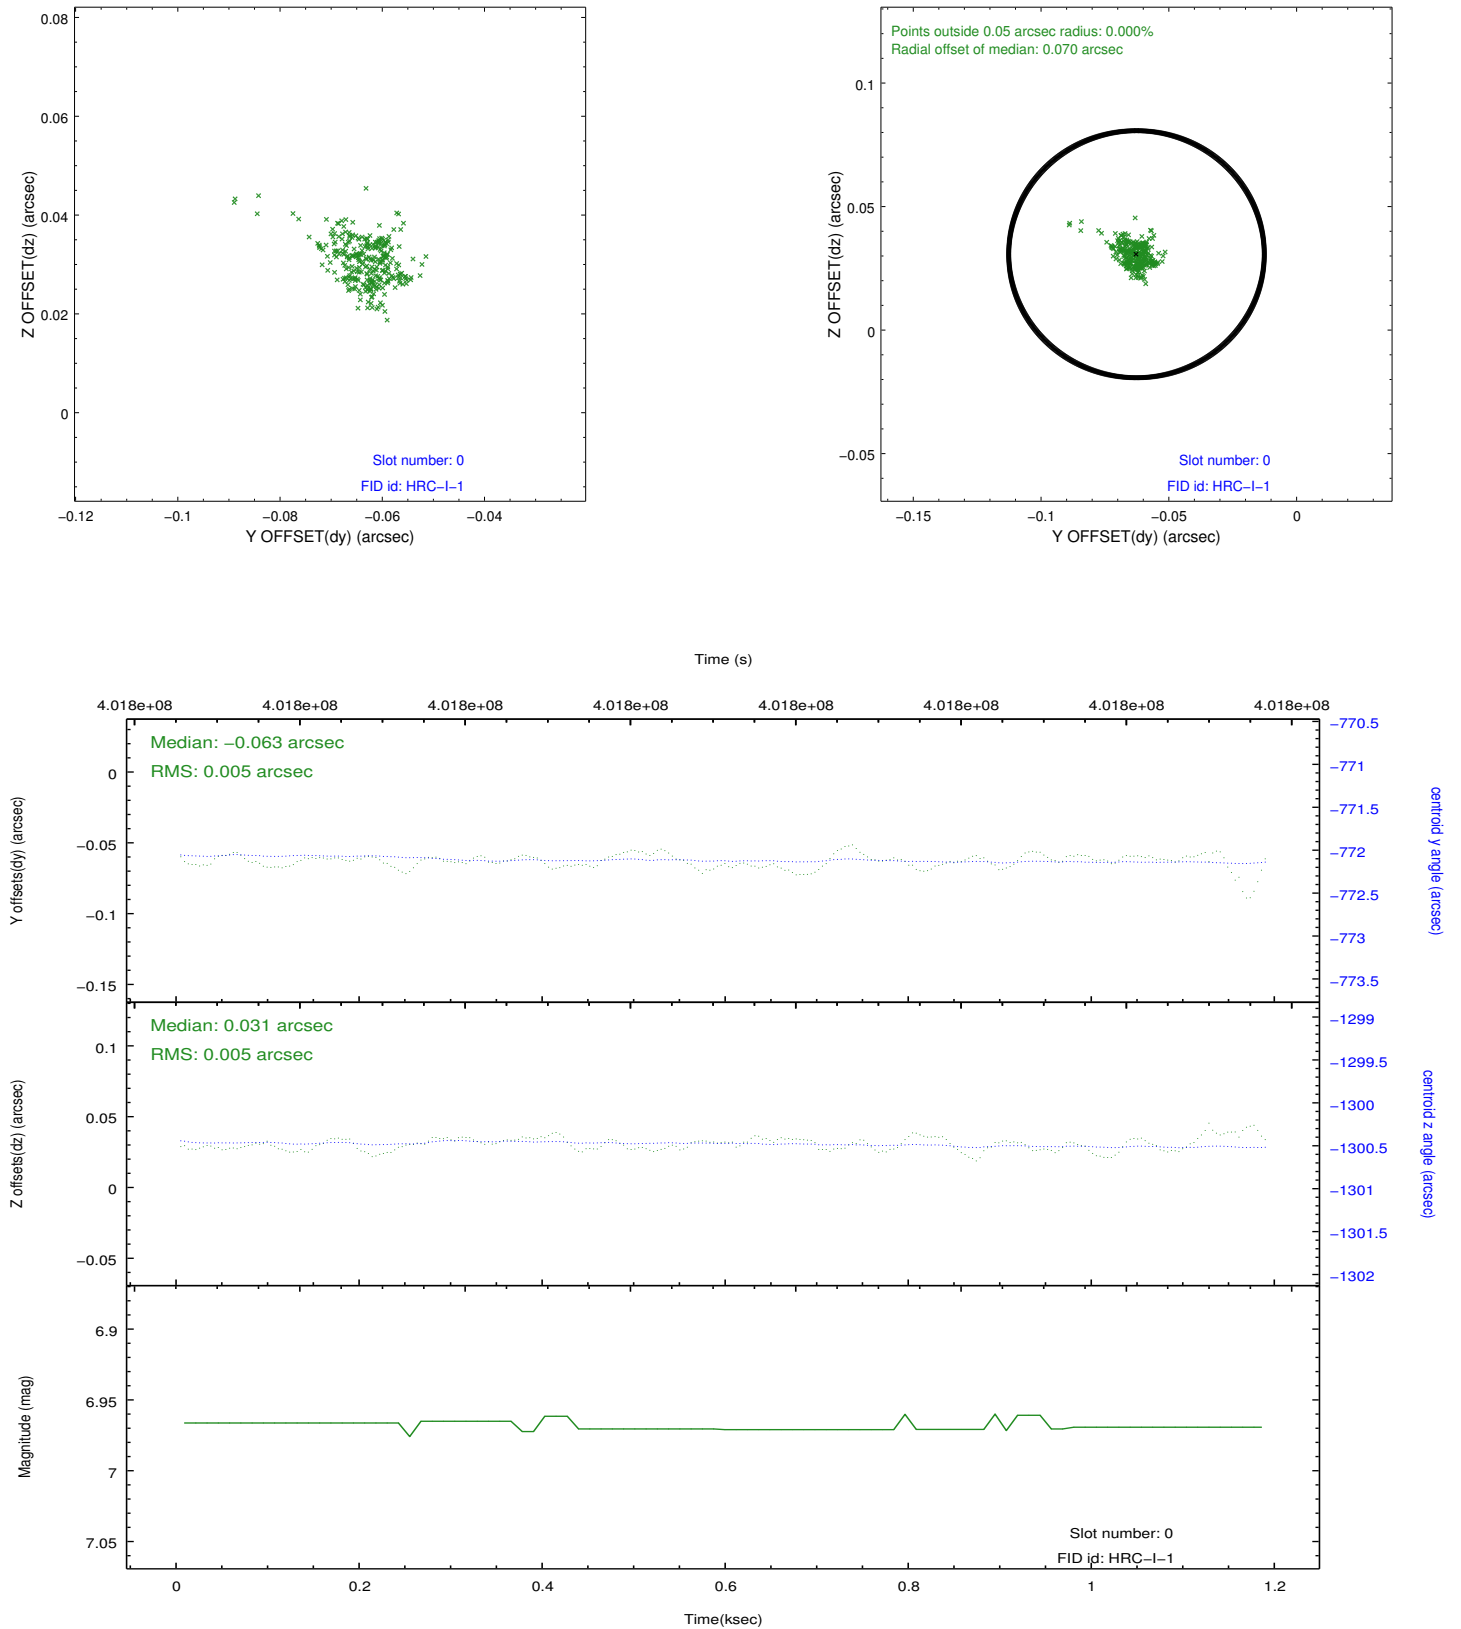 0.08
0.06
0.04
0.02
0
Z OFFSET(dz) (arcsec)
Slot number: 0
FID id: HRC−I−1
−0.12 −0.1 −0.08 −0.06 −0.04
Y OFFSET(dy) (arcsec)
Points outside 0.05 arcsec radius: 0.000%
Radial offset of median: 0.070 arcsec
0.1
0.05
0
−0.05
Z OFFSET(dz) (arcsec)
Slot number: 0
FID id: HRC−I−1
−0.15 −0.1 −0.05 0
Y OFFSET(dy) (arcsec)
Time (s)
4.018e+08 4.018e+08 4.018e+08 4.018e+08 4.018e+08 4.018e+08 4.018e+08 4.018e+08
Median: −0.063 arcsec
RMS: 0.005 arcsec
0
−0.05
−0.1
−0.15
Y offsets(dy) (arcsec)
−770.5
−771
−771.5
−772
−772.5
−773
−773.5
centroid y angle (arcsec)
Median: 0.031 arcsec
RMS: 0.005 arcsec
0.1
0.05
0
−0.05
Z offsets(dz) (arcsec)
−1299
−1299.5
−1300
−1300.5
−1301
−1301.5
−1302
centroid z angle (arcsec)
6.9
6.95
7
7.05
Magnitude (mag)
Slot number: 0
FID id: HRC−I−1
0 0.2 0.4 0.6 0.8 1 1.2
Time(ksec)